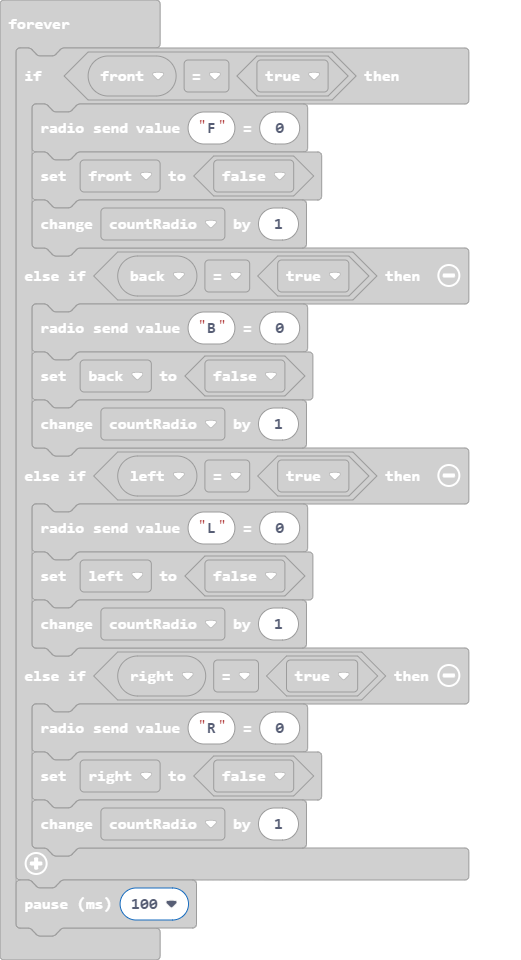 forever
if front = true then
radio send value "F" = 0
set front to false
change countRadio by 1
else if back = true then
radio send value "B" = 0
set back to false
change countRadio by 1
else if left = true then
radio send value "L" = 0
set left to false
change countRadio by 1
else if right = true then
radio send value "R" = 0
set right to false
change countRadio by 1
pause (ms) 100